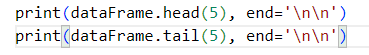 print(dataFrame.head(5), end='\n\n')
print(dataFrame.tail(5), end='\n\n')